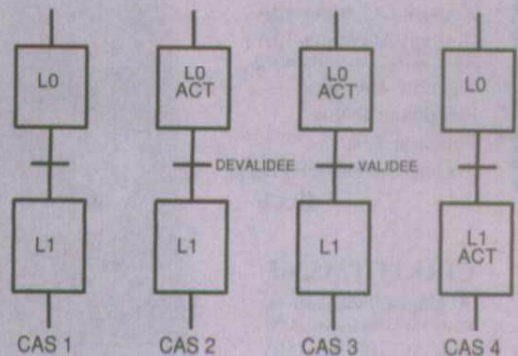 L0
L0
ACT
L0
ACT
L0
DEVALIDEE
VALIDEE
L1
L1
L1
L1
ACT
CAS 1
CAS 2
CAS 3
CAS 4